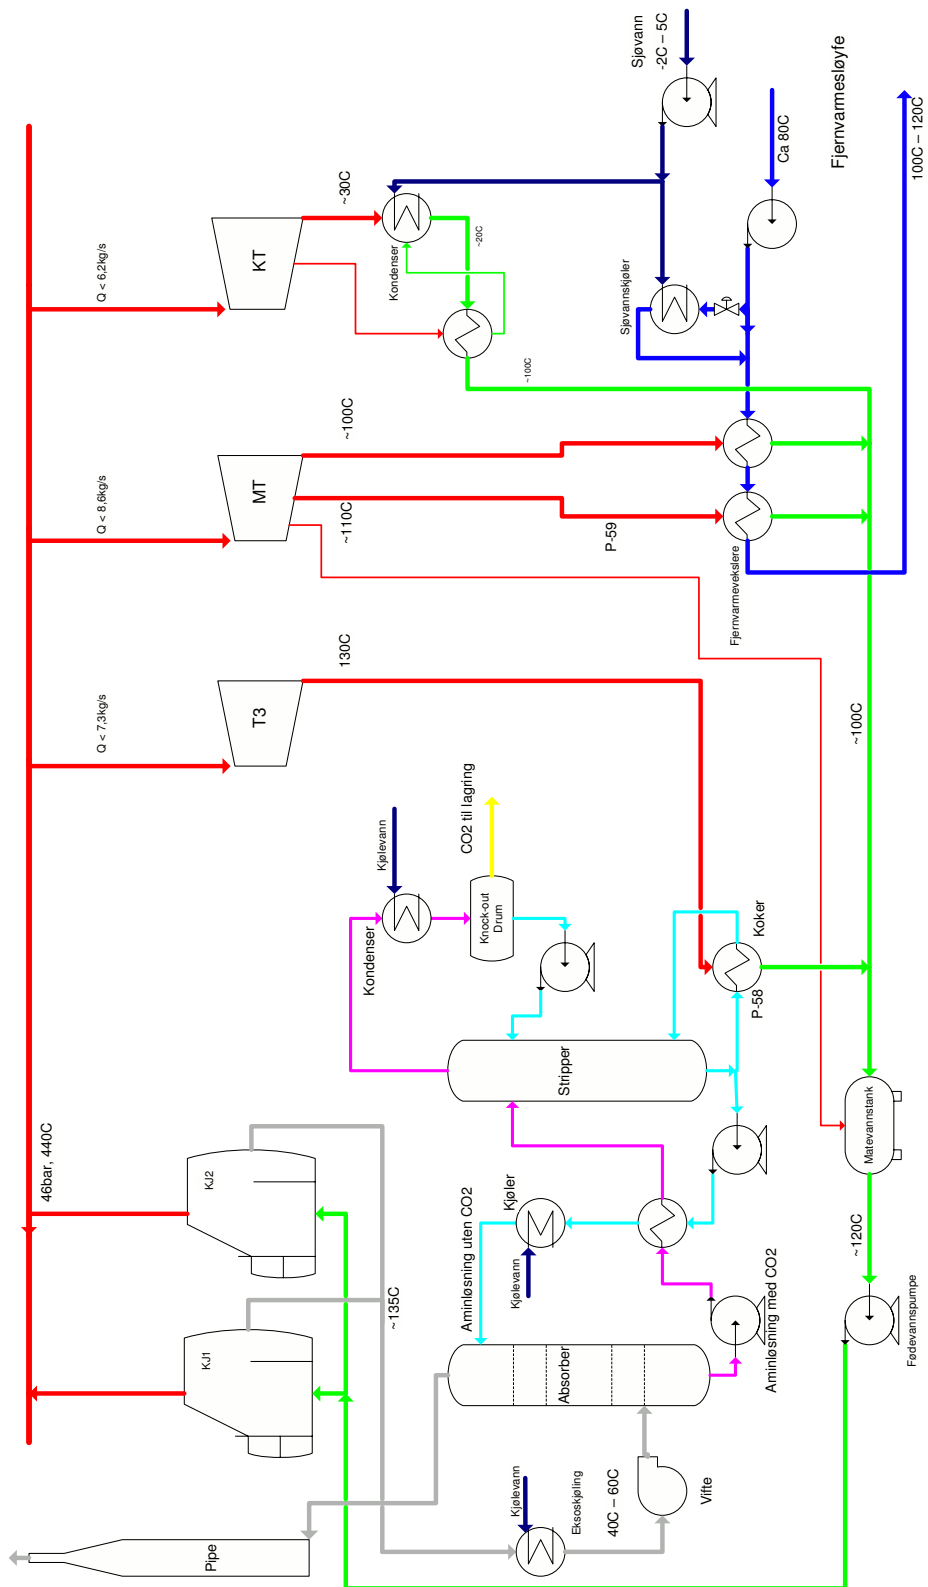 Pipe
KJ1
KJ2
46bar, 440C
~135C
Kjølevann
Eksoskjøling
40C – 60C
Vifte
Absorber
Aminløsning uten CO2
Aminløsning med CO2
Kjøler
Kjølevann
Stripper
Kondenser
Kjølevann
Knock-out
Drum
CO2 til lagring
Koker
P-58
Q < 7,3kg/s
T3
130C
Q < 8,6kg/s
MT
~100C
~110C
P-59
Q < 6,2kg/s
KT
~30C
Kondenser
~20C
~100C
Sjøvann
-2C – 5C
Sjøvannskjøler
Ca 80C
Fjernvarmesløyfe
100C – 120C
Fjernvarmevekslere
~100C
Matevannstank
~120C
Fødevannspumpe